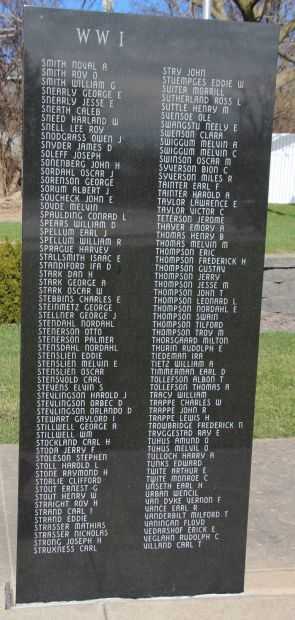 WWI
SMITH NOVAL A
SMITH ROY O
SMITH WILLIAM G
SNEARLY GEORGE E
SNEARLY JESSE E
SNEATH CALEB
SNEED HARLAND W
SNELL LEE ROY
SNODGRASS OWEN J
SNYDER JAMES D
SOLEFF JOSEPH
SONENBERG JOHN H
SORDAHL OSCAR J
SORENSON GEORGE
SORUM ALBERT J
SOUCHECK JOHN E
SOVDE MELVIN
SPAULDING CONRAD L
SPEARS WILLIAM D
SPELLUM EARL J
SPELLUM WILLIAM R
SPRAGUE HARVEY
STALLSMITH ISAAC E
STANDIFORD IFA D
STARK DAN H
STARK GEORGE A
STARK OSCAR W
STEBBINS CHARLES E
STEINMETZ GEORGE
STELLNER GEORGE J
STENDAHL NORDAHL
STENERSON OTTO
STENERSON PALMER
STENSDAHL NORDAHL
STENSLIEN EDDIE
STENSLIEN MELVIN E
STENSLIEN OSCAR
STENSVOLD CARL
STEVENS ELVIN S
STEVLINGSON HAROLD J
STEVLINGSON ORBEC D
STEVLINGSON ORLANDO D
STEWART GAYLORD J
STILLWELL GEORGE A
STILLWELL WM
STOCKLAND CARL H
STODA JERRY F
STOLESON STEPHEN
STOLL HAROLD L
STONE RAYMOND H
STORLIE CLIFFORD
STOUT ERNEST G
STOUT HENRY W
STRAIGHT ROY H
STRAND CARL T
STRAND EDDIE
STRASSER MATHIAS
STRASSER NICHOLAS
STRONG JOSEPH H
STRUXNESS CARL
STRY JOHN
STUEMPGES EDDIE W
SUITER MORRILL
SUTHERLAND ROSS L
SUTTLE HENRY M
SVENSOE OLE
SWANGSTU NEELY E
SWENSON CLARA
SWIGGUM MELVIN A
SWIGGUM MELVIN C
SWINSON OSCAR M
SYVERSON BION C
SYVERSON MILES R
TAINTER EARL F
TAINTER HAROLD A
TAYLOR LAWRENCE E
TAYLOR VICTOR C
TETERSON JEROME
THAYER EMORY A
THOMAS HENRY B
THOMAS MELVIN M
THOMPSON ERIC
THOMPSON FREDERICK H
THOMPSON GUSTAV
THOMPSON JERRY
THOMPSON JESSE M
THOMPSON JOHN T
THOMPSON LEONARD L
THOMPSON NORDAHL E
THOMPSON SWAIN
THOMPSON TILFORD
THOMPSON TROY M
THORSGAARD MILTON
THURIN RUDOLPH E
TIEDEMAN IRA
TIETZ WILLIAM A
TIMMERMAN EARL D
TOLLEFSON ALBON T
TOLLEFSON THOMAS A
TRACY WILLIAM
TRAPPE CHARLES W
TRAPPE JOHN R
TRAPPE LEWIS H
TROWBRIDGE FREDERICK N
TRYGGESTAD RAY E
TUHUS AMUND O
TUHUS MELVIL O
TULLOCH HARRY A
TUNKS EDWARD
TWITE ARTHUR E
TWITE MONROE C
UNSETH EARL H
URBAN WENCIL
VAN DYKE VERNON F
VANCE EARL R
VANDERBILT MILFORD T
VANINGAN FLOYD
VEDARSHOF ERICK E
VEGLAHN RUDOLPH C
VILLAND CARL T